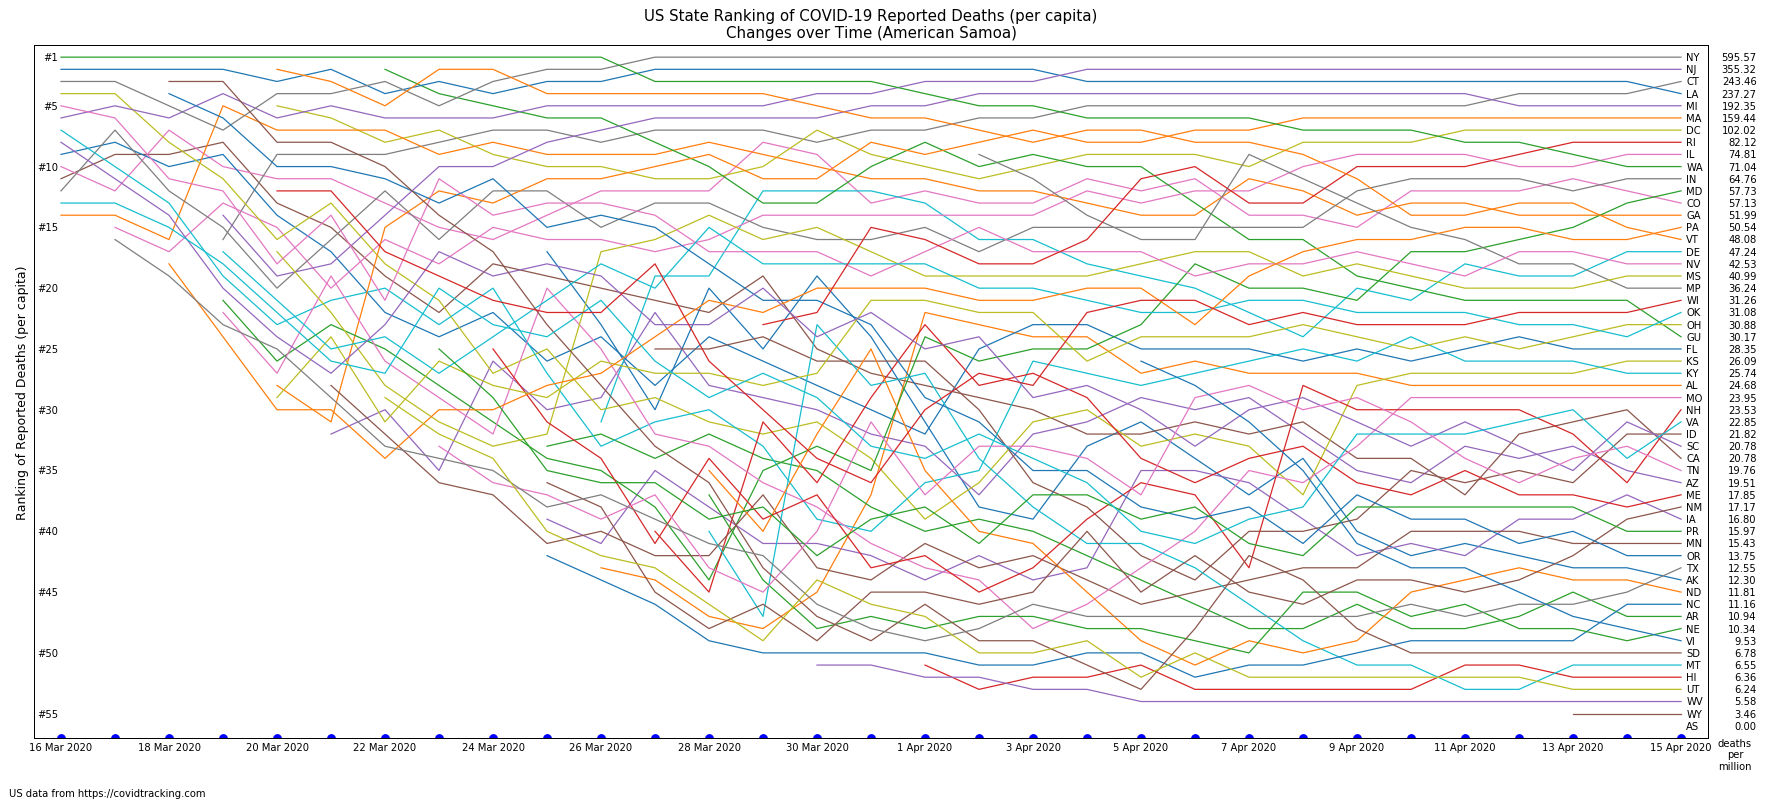 US State Ranking of COVID-19 Reported Deaths (per capita)
Changes over Time (American Samoa)
Ranking of Reported Deaths (per capita)
#1
#5
#10
#15
#20
#25
#30
#35
#40
#45
#50
#55
NY 595.57
NJ 355.32
CT 243.46
LA 237.27
MI 192.35
MA 159.44
DC 102.02
RI 82.12
IL 74.81
WA 71.04
IN 64.76
MD 57.73
CO 57.13
GA 51.99
PA 50.54
VT 48.08
DE 47.24
NV 42.53
MS 40.99
MP 36.24
WI 31.26
OK 31.08
OH 30.88
GU 30.17
FL 28.35
KS 26.09
KY 25.74
AL 24.68
MO 23.95
NH 23.53
VA 22.85
ID 21.82
SC 20.78
CA 20.78
TN 19.76
AZ 19.51
ME 17.85
NM 17.17
IA 16.80
PR 15.97
MN 15.43
OR 13.75
TX 12.55
AK 12.30
ND 11.81
NC 11.16
AR 10.94
NE 10.34
VI 9.53
SD 6.78
MT 6.55
HI 6.36
UT 6.24
WV 5.58
WY 3.46
AS 0.00
16 Mar 2020 18 Mar 2020 20 Mar 2020 22 Mar 2020 24 Mar 2020 26 Mar 2020 28 Mar 2020 30 Mar 2020 1 Apr 2020 3 Apr 2020 5 Apr 2020 7 Apr 2020 9 Apr 2020 11 Apr 2020 13 Apr 2020 15 Apr 2020
deaths
per
million
US data from https://covidtracking.com